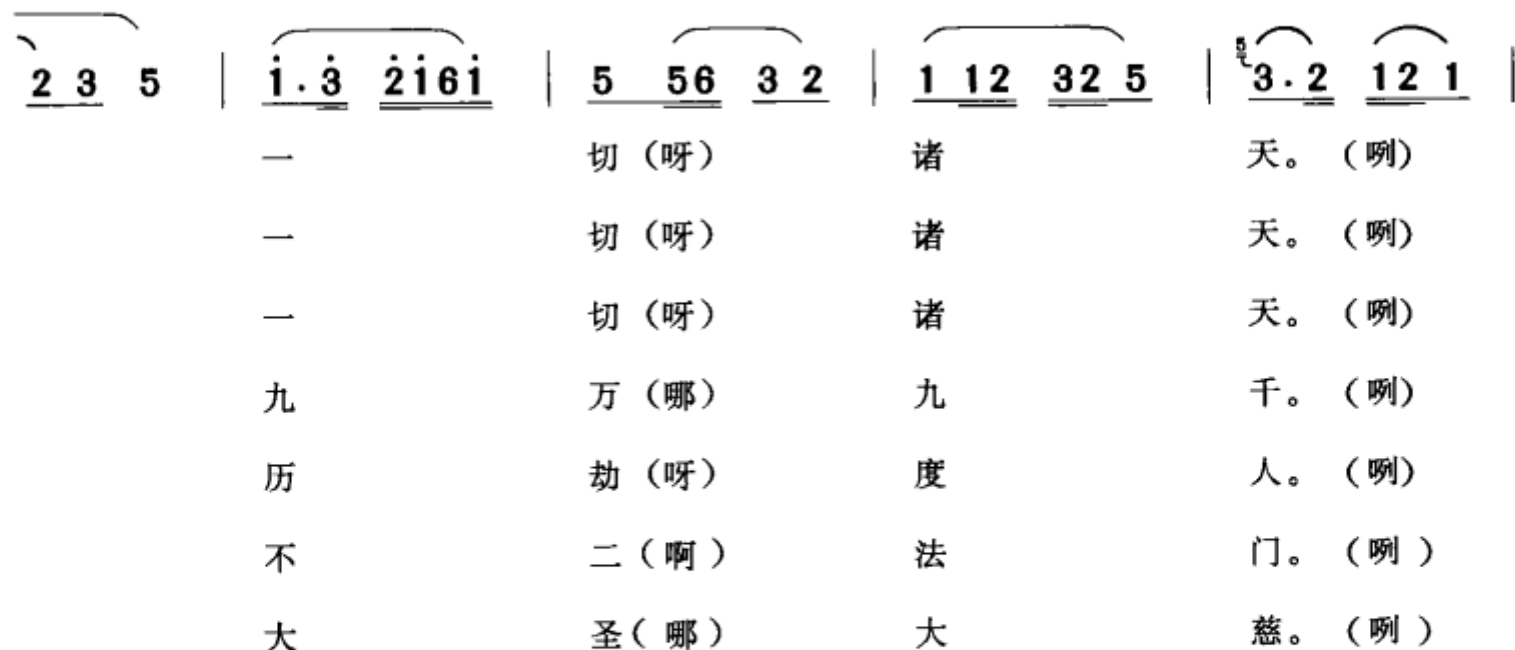 2 3 5 | i̇ . 3̇ 2̇ i̇ 6 i̇ | 5 56 3 2 | 1 12 32 5 | 5 3 . 2 12 1 |
一 切（呀） 诸 天。（咧）
一 切（呀） 诸 天。（咧）
一 切（呀） 诸 天。（咧）
九 万（哪） 九 千。（咧）
历 劫（呀） 度 人。（咧）
不 二（啊） 法 门。（咧）
大 圣（哪） 大 慈。（咧）